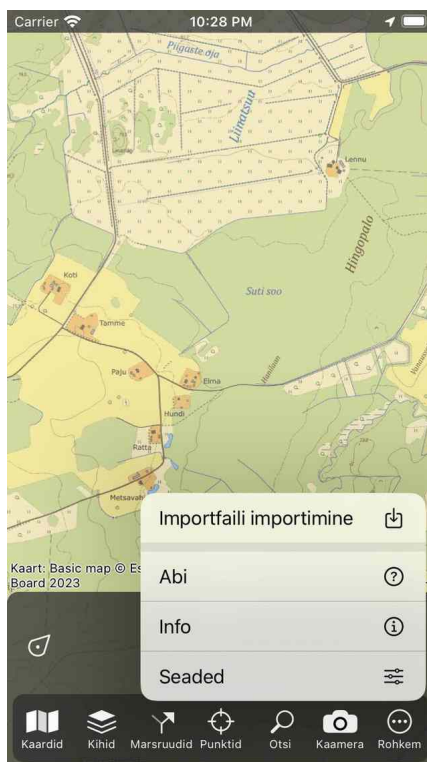 Carrier
10:28 PM
Piigaste oja
Liinatsuu
Lennu
Hingopalo
Koti
Suti soo
Tamme
Paju
Elma
Hundi
Ratta
Metsavah
Importfaili importimine
Kaart: Basic map © Es
Board 2023
Abi
Info
Seaded
Kaardid
Kihid
Marsruudid
Punktid
Otsi
Kaamera
Rohkem